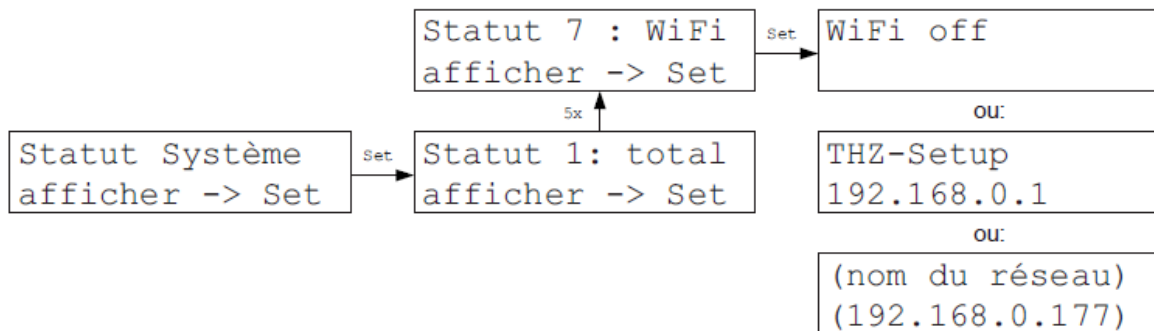 Statut 7 : WiFi
afficher -> Set
Set
WiFi off
ou:
5x
Statut Système
afficher -> Set
Set
Statut 1: total
afficher -> Set
THZ-Setup
192.168.0.1
ou:
(nom du réseau)
(192.168.0.177)